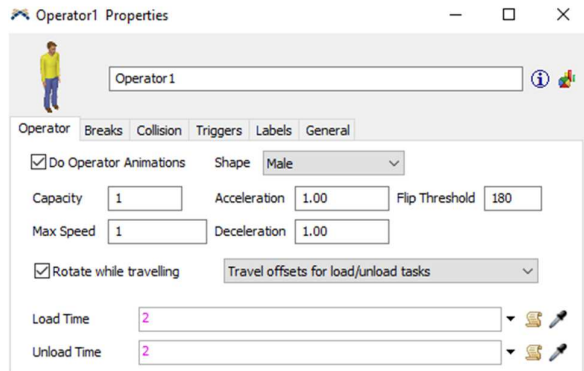 Operator1 Properties
Operator1
Operator Breaks Collision Triggers Labels General
Do Operator Animations Shape Male
Capacity 1 Acceleration 1.00 Flip Threshold 180
Max Speed 1 Deceleration 1.00
Rotate while travelling Travel offsets for load/unload tasks
Load Time 2
Unload Time 2